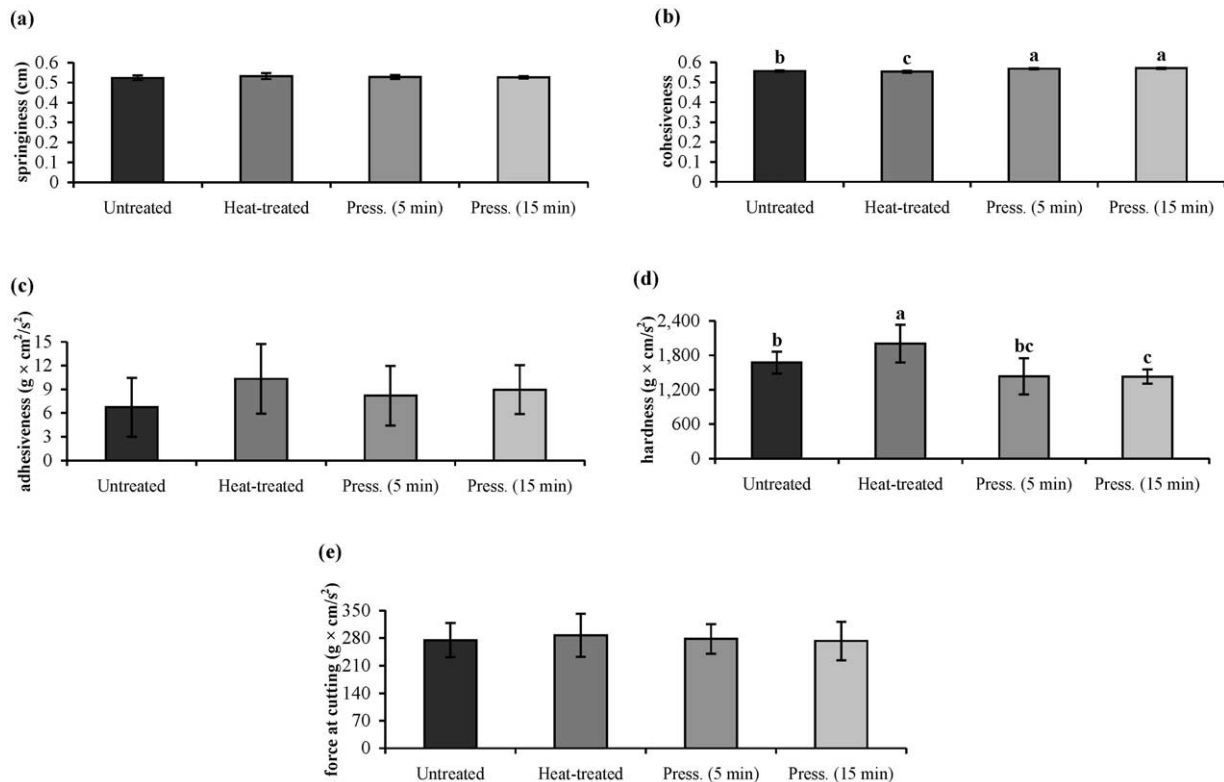 (a)
springiness (cm)
0.6
0.5
0.4
0.3
0.2
0.1
0
Untreated Heat-treated Press. (5 min) Press. (15 min)
(b)
cohesiveness
0.6
0.5
0.4
0.3
0.2
0.1
0
b c a a
Untreated Heat-treated Press. (5 min) Press. (15 min)
(c)
adhesiveness (g × cm²/s²)
15
12
9
6
3
0
Untreated Heat-treated Press. (5 min) Press. (15 min)
(d)
hardness (g × cm/s²)
2,400
1,800
1,200
600
0
b a bc c
Untreated Heat-treated Press. (5 min) Press. (15 min)
(e)
force at cutting (g × cm/s²)
350
280
210
140
70
0
Untreated Heat-treated Press. (5 min) Press. (15 min)